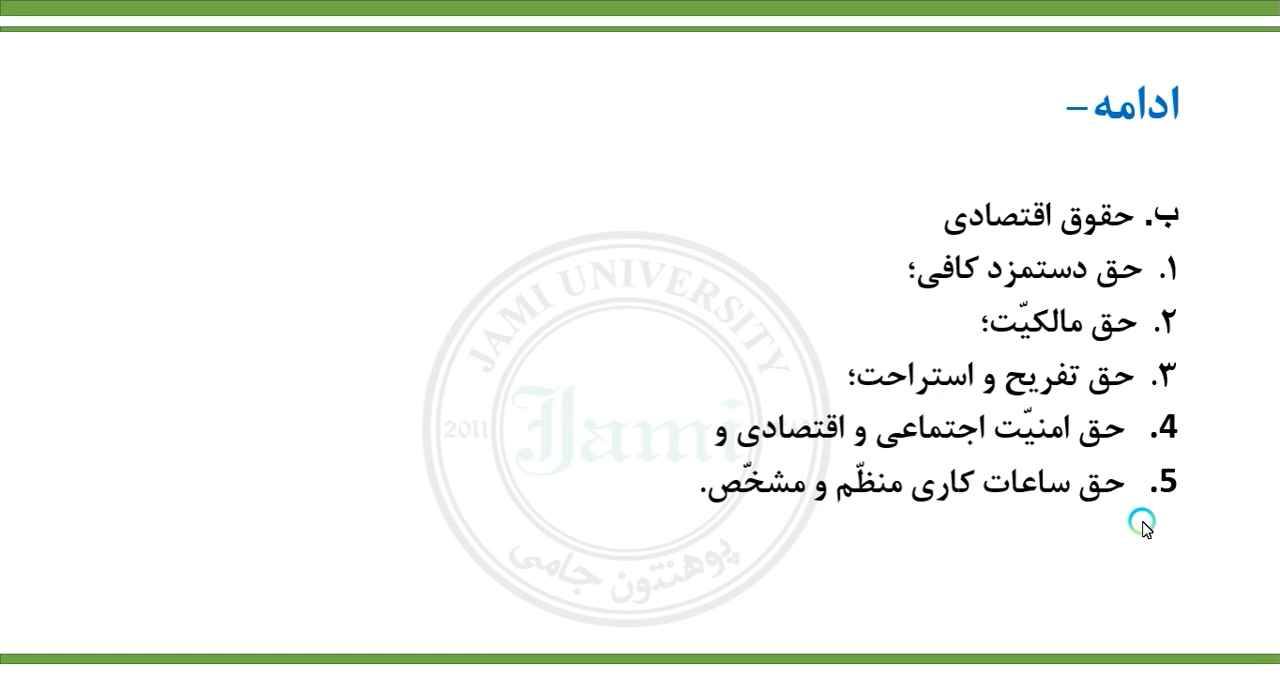 ادامه –
ب. حقوق اقتصادی
۱. حق دستمزد کافی؛
۲. حق مالکیّت؛
۳. حق تفریح و استراحت؛
4. حق امنیّت اجتماعی و اقتصادی و
5. حق ساعات کاری منظّم و مشخّص.
JAMI UNIVERSITY
2011
Jami
پوهنتون جامی